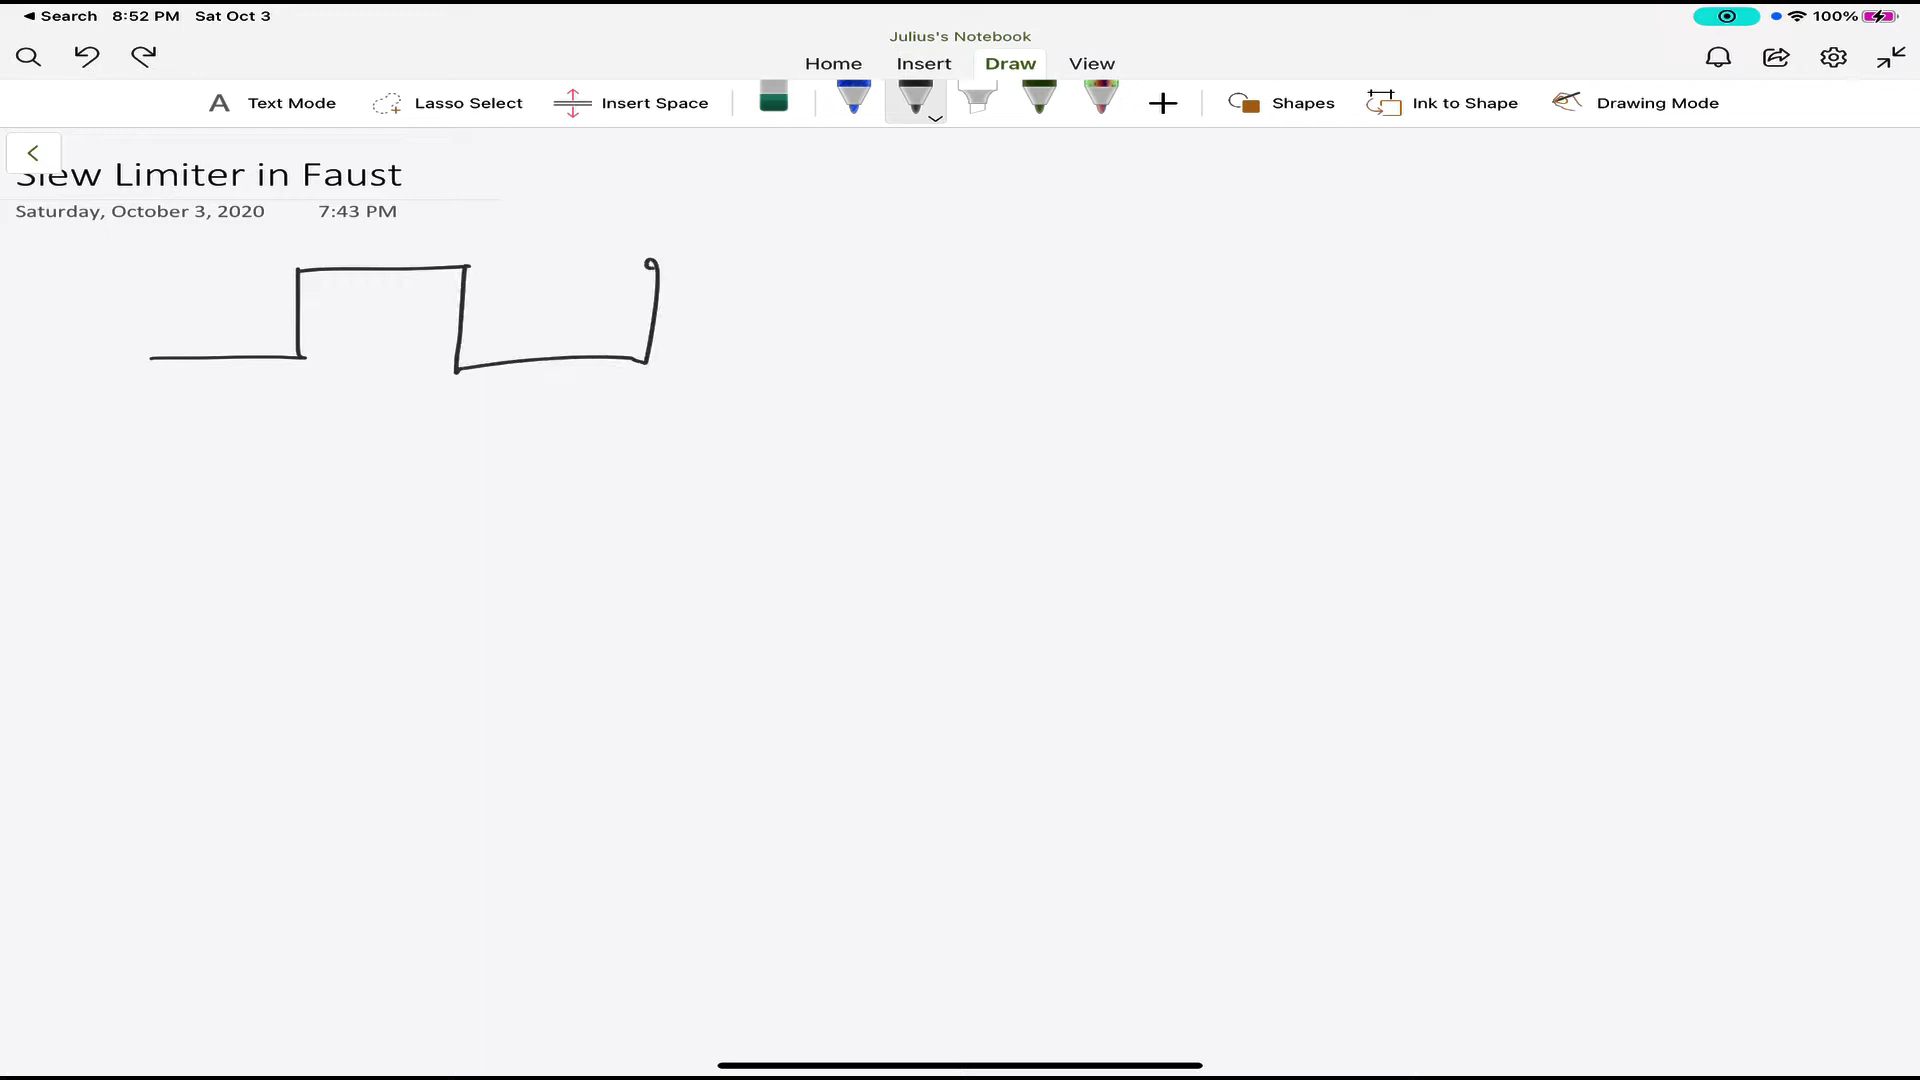 Search 8:52 PM Sat Oct 3
100%
Julius's Notebook
Home Insert Draw View
A Text Mode Lasso Select Insert Space Shapes Ink to Shape Drawing Mode
Slew Limiter in Faust
Saturday, October 3, 2020 7:43 PM